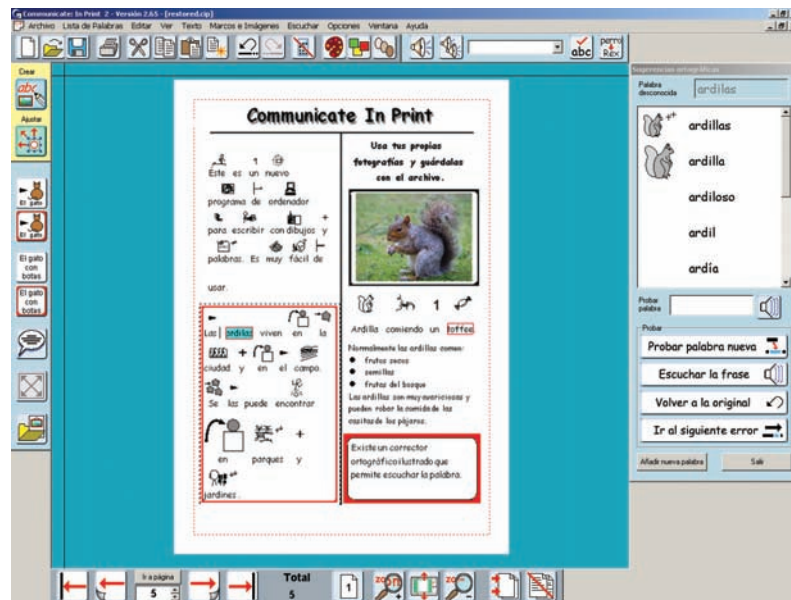 Communicate: In Print 2 - Versión 2.65 - [restored.cip]
Archivo Lista de Palabras Editar Ver Texto Marcos e Imágenes Escuchar Opciones Ventana Ayuda
abc
perro
Rex
Crear
abc
Ajustar
El gato
El gato
El gato
con
botas
El gato
con
botas
Communicate In Print
1
Este es un nuevo
programa de ordenador
para escribir con dibujos y
palabras. Es muy fácil de
usar.
Las ardilas viven en la
ciudad y en el campo.
Se las puede encontrar
en parques y
jardines.
Usa tus propias
fotografías y guárdalas
con el archivo.
1
Ardilla comiendo un toffee.
Normalmente las ardillas comen:
● frutos secos
● semillas
● frutas del bosque
Las ardillas son muy avariciosas y
pueden robar la comida de las
casitas de los pájaros.
Existe un corrector
ortográfico ilustrado que
permite escuchar la palabra.
Sugerencias ortográficas
Palabra
desconocida
ardilas
ardillas
ardilla
ardiloso
ardil
ardía
Probar
palabra
Probar
Probar palabra nueva
Escuchar la frase
Volver a la original
Ir al siguiente error
Añadir nueva palabra
Salir
Ir a página
5
Total
5
1
zoom
zoom